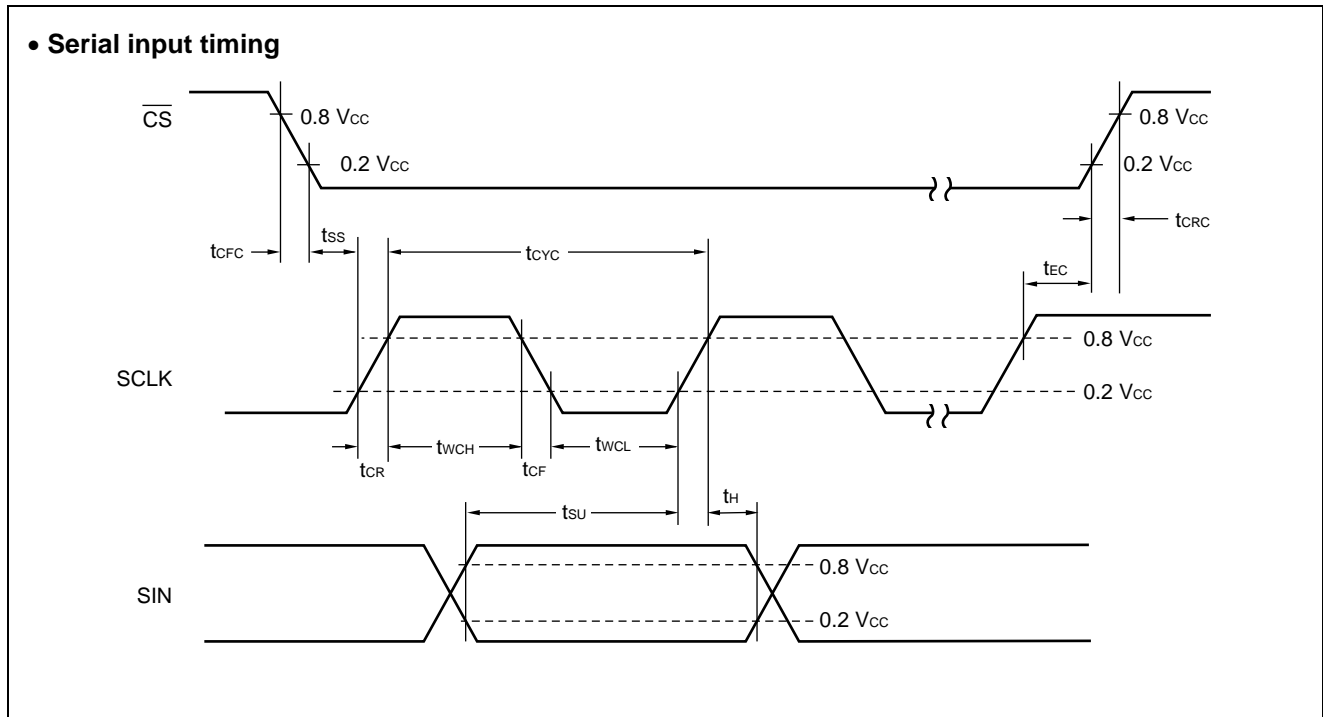 • Serial input timing
CS
0.8 Vcc
0.2 Vcc
0.8 Vcc
0.2 Vcc
tCFC
tSS
tCYC
tEC
tCRC
SCLK
0.8 Vcc
0.2 Vcc
tCR
tWCH
tCF
tWCL
tSU
tH
SIN
0.8 Vcc
0.2 Vcc